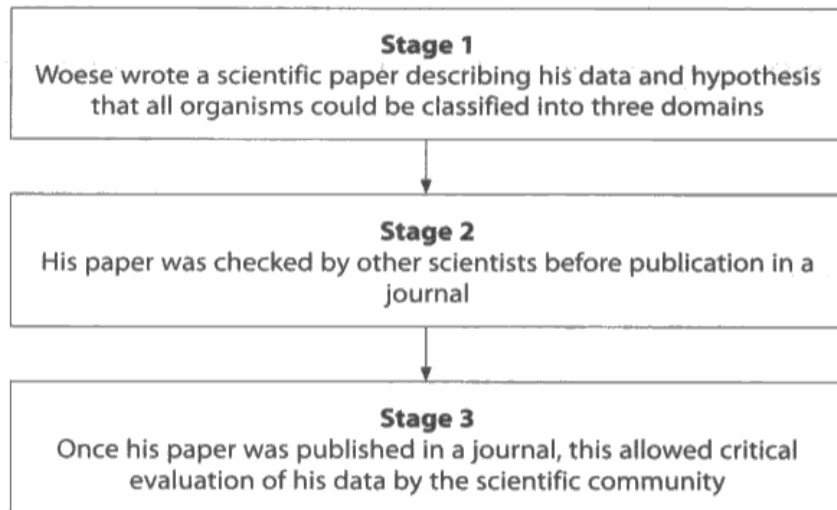 Stage 1
Woese wrote a scientific paper describing his data and hypothesis
that all organisms could be classified into three domains
Stage 2
His paper was checked by other scientists before publication in a
journal
Stage 3
Once his paper was published in a journal, this allowed critical
evaluation of his data by the scientific community